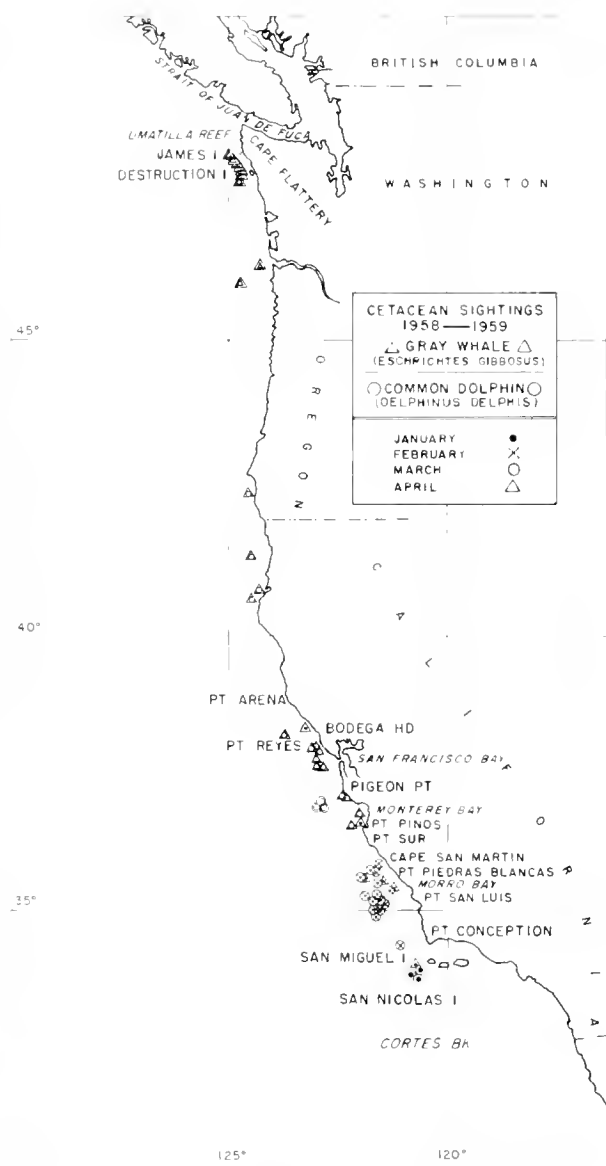 BRITISH COLUMBIA
STRAIT OF JUAN DE FUCA
UMATILLA REEF
JAMES I
CAPE FLATTERY
DESTRUCTION I
WASHINGTON
CETACEAN SIGHTINGS
1958——1959
GRAY WHALE
(ESCHRICHTES GIBBOSUS)
COMMON DOLPHIN
(DELPHINUS DELPHIS)
JANUARY
FEBRUARY
MARCH
APRIL
45°
OREGON
40°
CALIFORNIA
PT ARENA
BODEGA HD
PT REYES
SAN FRANCISCO BAY
PIGEON PT
MONTEREY BAY
PT PINOS
PT SUR
CAPE SAN MARTIN
PT PIEDRAS BLANCAS
MORRO BAY
PT SAN LUIS
35°
PT CONCEPTION
SAN MIGUEL I
SAN NICOLAS I
CORTES BK
125°
120°